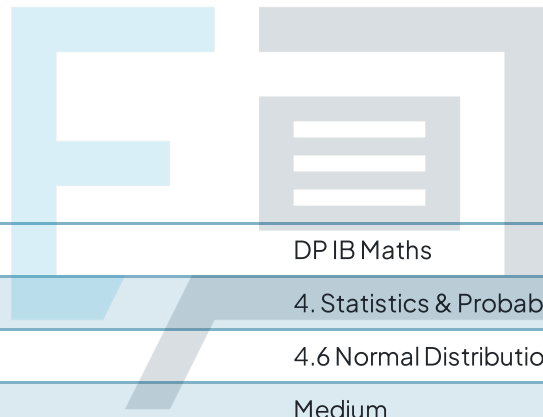 DP IB Maths
4. Statistics & Probab
4.6 Normal Distributio
Medium